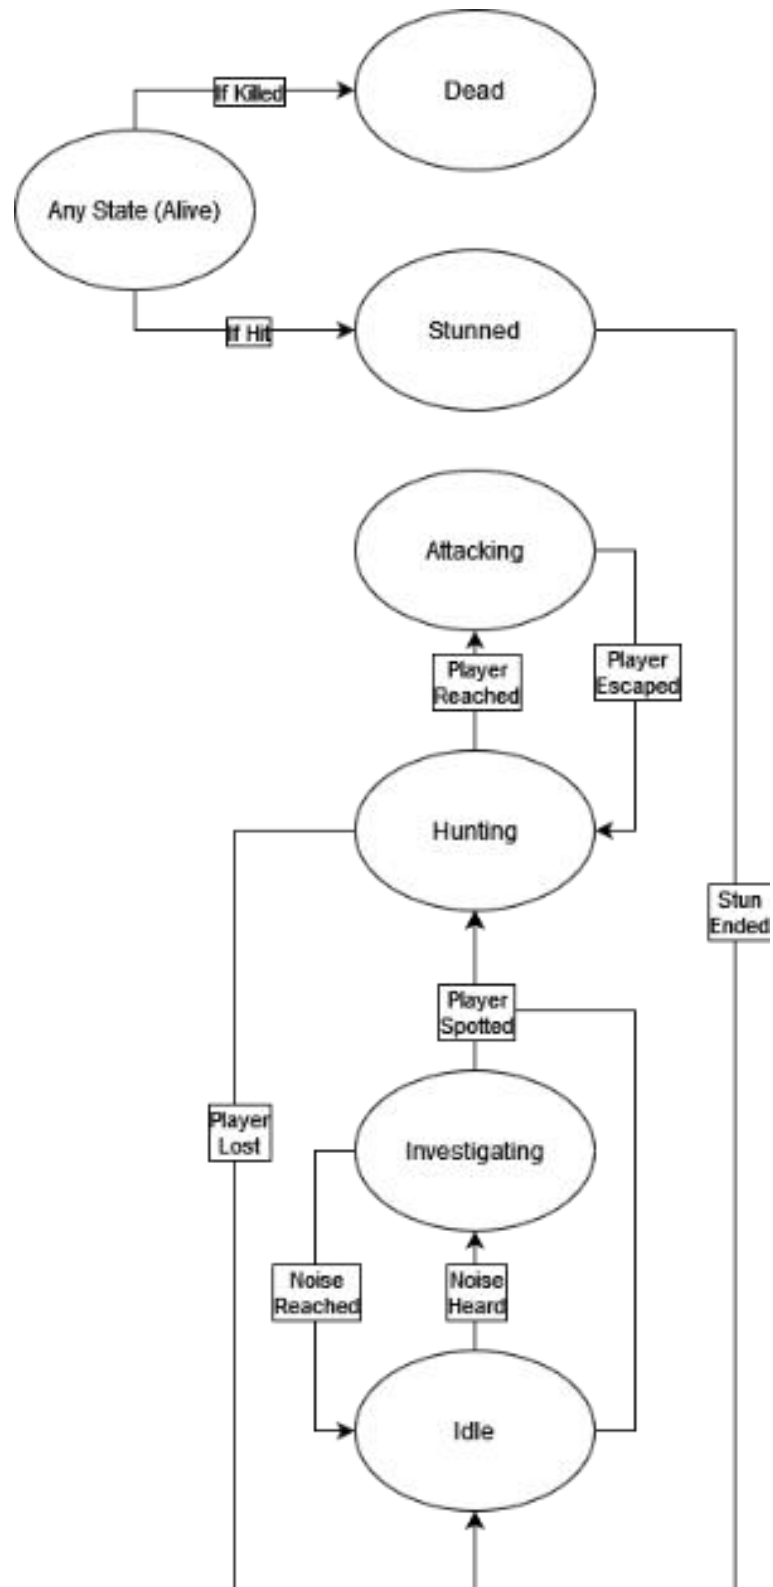 If Killed
Dead
Any State (Alive)
If Hit
Stunned
Attacking
Player
Reached
Player
Escaped
Hunting
Stun
Ended
Player
Spotted
Player
Lost
Investigating
Noise
Reached
Noise
Heard
Idle